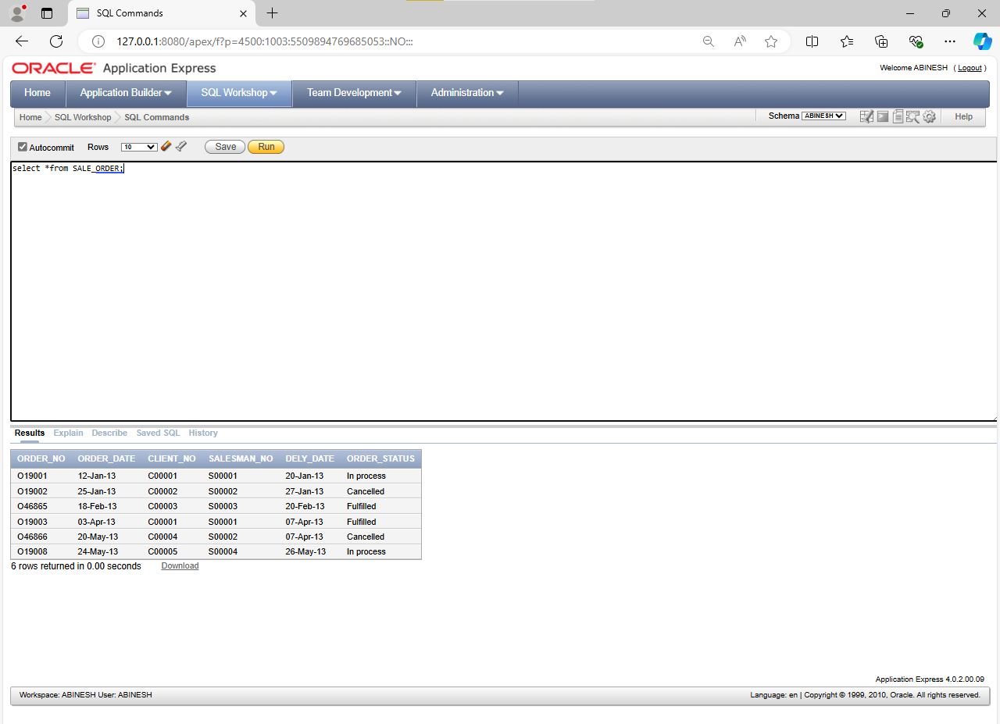 SQL Commands
127.0.0.1:8080/apex/f?p=4500:1003:5509894769685053::NO:::
ORACLE Application Express
Welcome ABINESH ( Logout )
Home Application Builder SQL Workshop Team Development Administration
Home SQL Workshop SQL Commands Schema ABINESH Help
Autocommit Rows 10 Save Run
select *from SALE_ORDER;
Results Explain Describe Saved SQL History
ORDER_NO ORDER_DATE CLIENT_NO SALESMAN_NO DELY_DATE ORDER_STATUS
O19001 12-Jan-13 C00001 S00001 20-Jan-13 In process
O19002 25-Jan-13 C00002 S00002 27-Jan-13 Cancelled
O46865 18-Feb-13 C00003 S00003 20-Feb-13 Fulfilled
O19003 03-Apr-13 C00001 S00001 07-Apr-13 Fulfilled
O46866 20-May-13 C00004 S00002 07-Apr-13 Cancelled
O19008 24-May-13 C00005 S00004 26-May-13 In process
6 rows returned in 0.00 seconds Download
Application Express 4.0.2.00.09
Workspace: ABINESH User: ABINESH Language: en | Copyright © 1999, 2010, Oracle. All rights reserved.